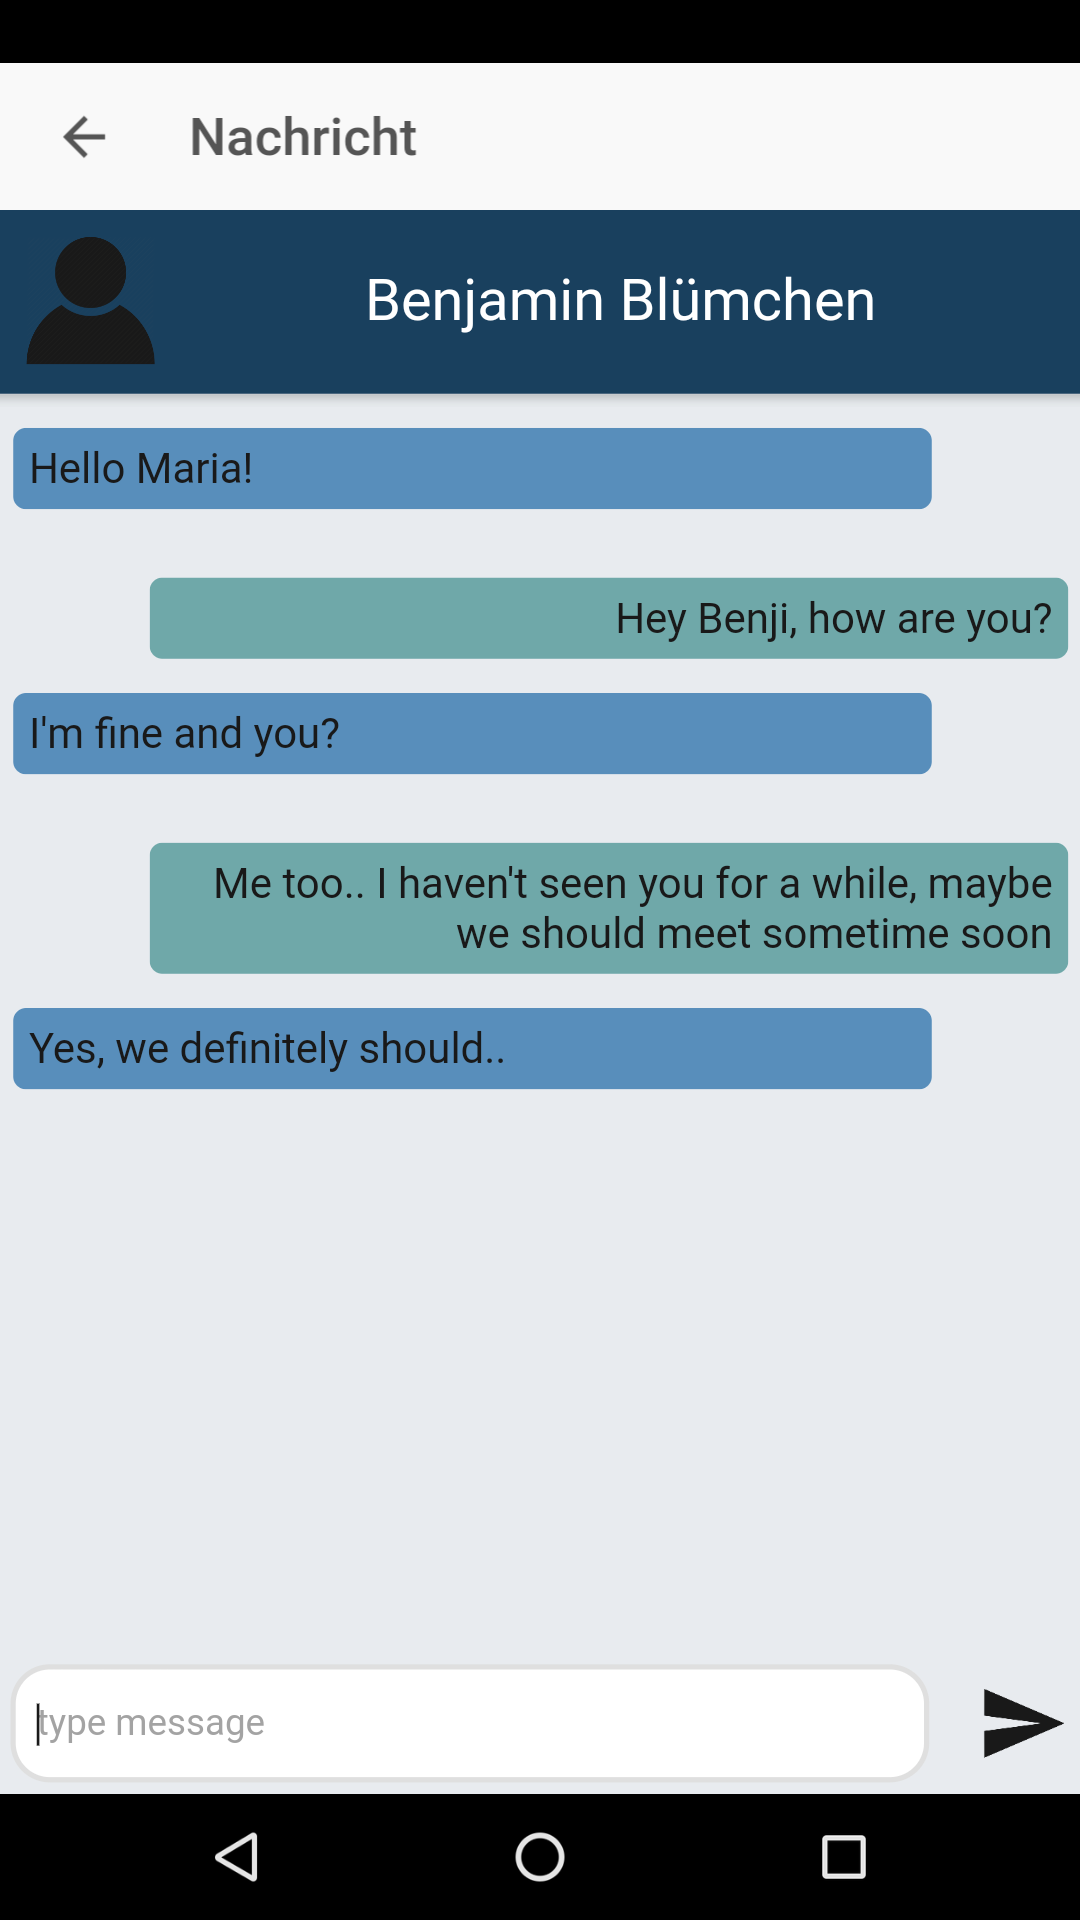 Nachricht
Benjamin Blümchen
Hello Maria!
Hey Benji, how are you?
I'm fine and you?
Me too.. I haven't seen you for a while, maybe
we should meet sometime soon
Yes, we definitely should..
type message